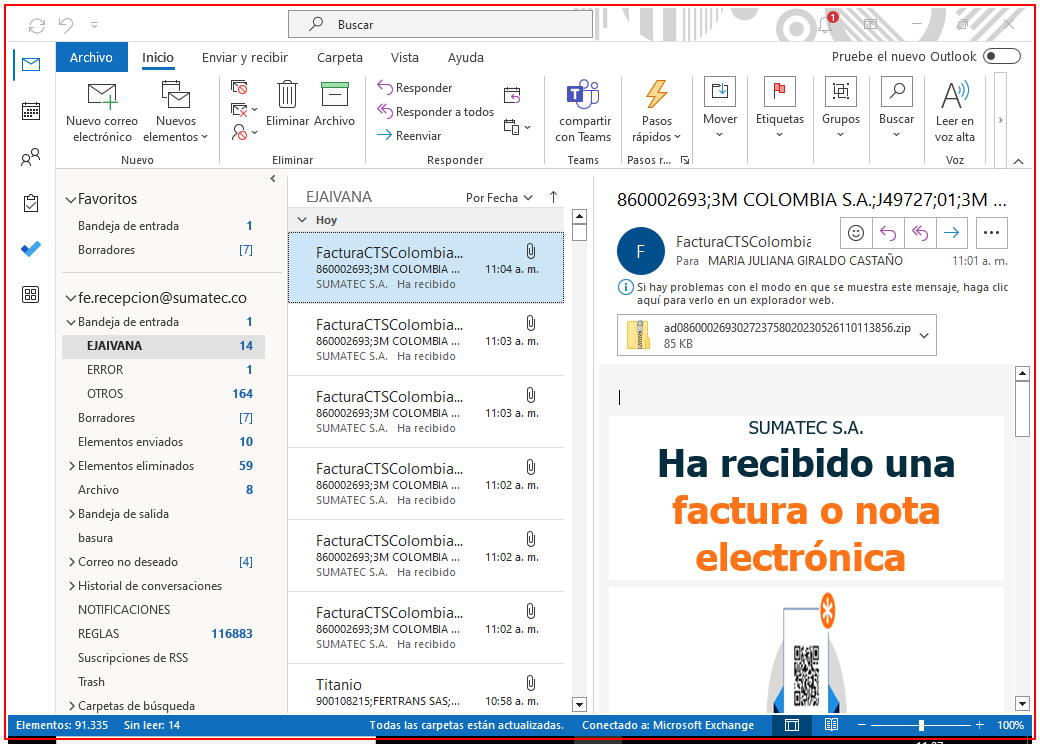 Buscar
1
Archivo Inicio Enviar y recibir Carpeta Vista Ayuda
Pruebe el nuevo Outlook
Nuevo correo electrónico
Nuevos elementos
Nuevo
Eliminar Archivo
Eliminar
Responder
Responder a todos
Reenviar
Responder
compartir con Teams
Teams
Pasos rápidos
Pasos r...
Mover
Etiquetas
Grupos
Buscar
Leer en voz alta
Voz
Favoritos
Bandeja de entrada 1
Borradores [7]
fe.recepcion@sumatec.co
Bandeja de entrada 1
EJAIVANA 14
ERROR 1
OTROS 164
Borradores [7]
Elementos enviados 10
Elementos eliminados 59
Archivo 8
Bandeja de salida
basura
Correo no deseado [4]
Historial de conversaciones
NOTIFICACIONES
REGLAS 116883
Suscripciones de RSS
Trash
Carpetas de búsqueda
EJAIVANA Por Fecha
Hoy
FacturaCTSColombia...
860002693;3M COLOMBIA ... 11:04 a. m.
SUMATEC S.A. Ha recibido
FacturaCTSColombia...
860002693;3M COLOMBIA ... 11:03 a. m.
SUMATEC S.A. Ha recibido
FacturaCTSColombia...
860002693;3M COLOMBIA ... 11:03 a. m.
SUMATEC S.A. Ha recibido
FacturaCTSColombia...
860002693;3M COLOMBIA ... 11:02 a. m.
SUMATEC S.A. Ha recibido
FacturaCTSColombia...
860002693;3M COLOMBIA ... 11:02 a. m.
SUMATEC S.A. Ha recibido
FacturaCTSColombia...
860002693;3M COLOMBIA ... 11:02 a. m.
SUMATEC S.A. Ha recibido
Titanio
900108215;FERTRANS SAS;... 10:58 a. m.
860002693;3M COLOMBIA S.A.;J49727;01;3M ...
F
FacturaCTSColombia
Para MARIA JULIANA GIRALDO CASTAÑO 11:01 a. m.
Si hay problemas con el modo en que se muestra este mensaje, haga clic
aquí para verlo en un explorador web.
ad08600026930272375802023052611011​3856.zip
85 KB
SUMATEC S.A.
Ha recibido una
factura o nota
electrónica
Elementos: 91.335 Sin leer: 14 Todas las carpetas están actualizadas. Conectado a: Microsoft Exchange 100%